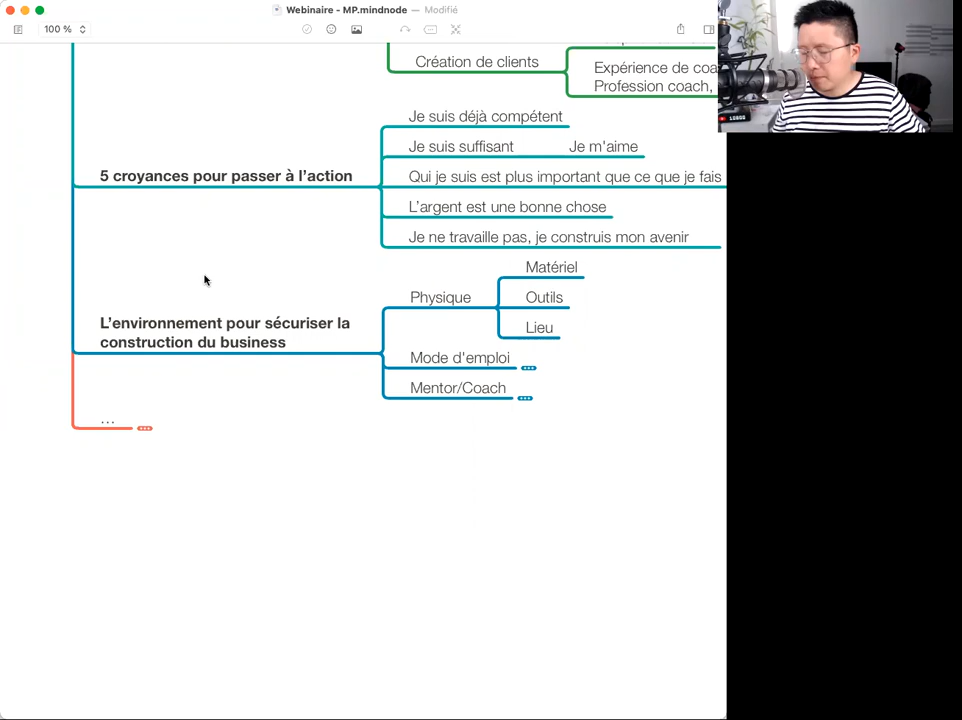 Webinaire - MP.mindnode — Modifié
100 %
Création de clients
Expérience de coa
Profession coach,
5 croyances pour passer à l'action
Je suis déjà compétent
Je suis suffisant
Je m'aime
Qui je suis est plus important que ce que je fais
L'argent est une bonne chose
Je ne travaille pas, je construis mon avenir
L'environnement pour sécuriser la
construction du business
Physique
Matériel
Outils
Lieu
Mode d'emploi
Mentor/Coach
...